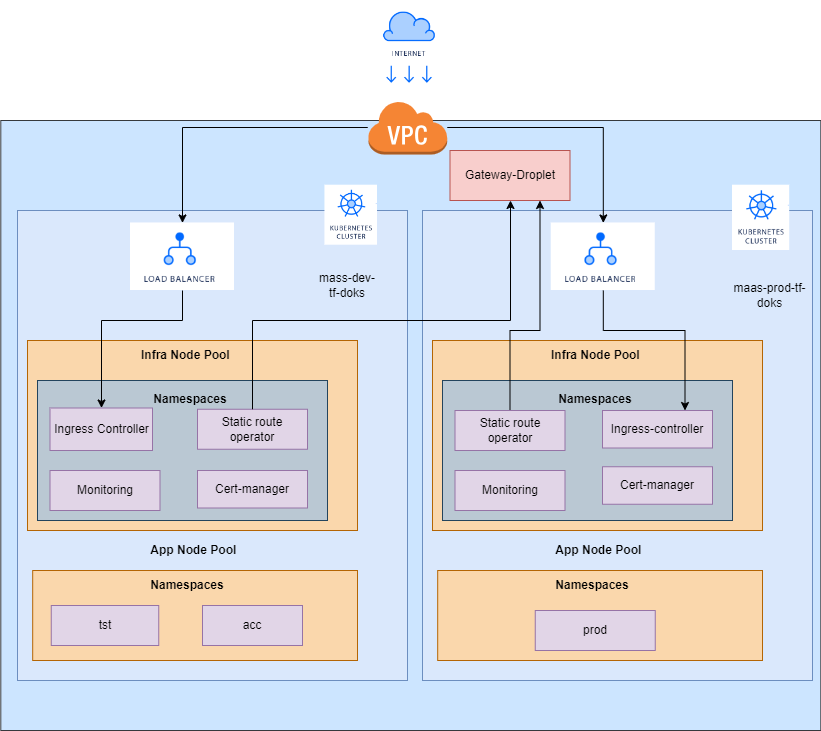 INTERNET
VPC
Gateway-Droplet
KUBERNETES
CLUSTER
LOAD BALANCER
mass-dev-
tf-doks
Infra Node Pool
Namespaces
Ingress Controller
Static route
operator
Monitoring
Cert-manager
App Node Pool
Namespaces
tst
acc
KUBERNETES
CLUSTER
LOAD BALANCER
maas-prod-tf-
doks
Infra Node Pool
Namespaces
Static route
operator
Ingress-controller
Monitoring
Cert-manager
App Node Pool
Namespaces
prod